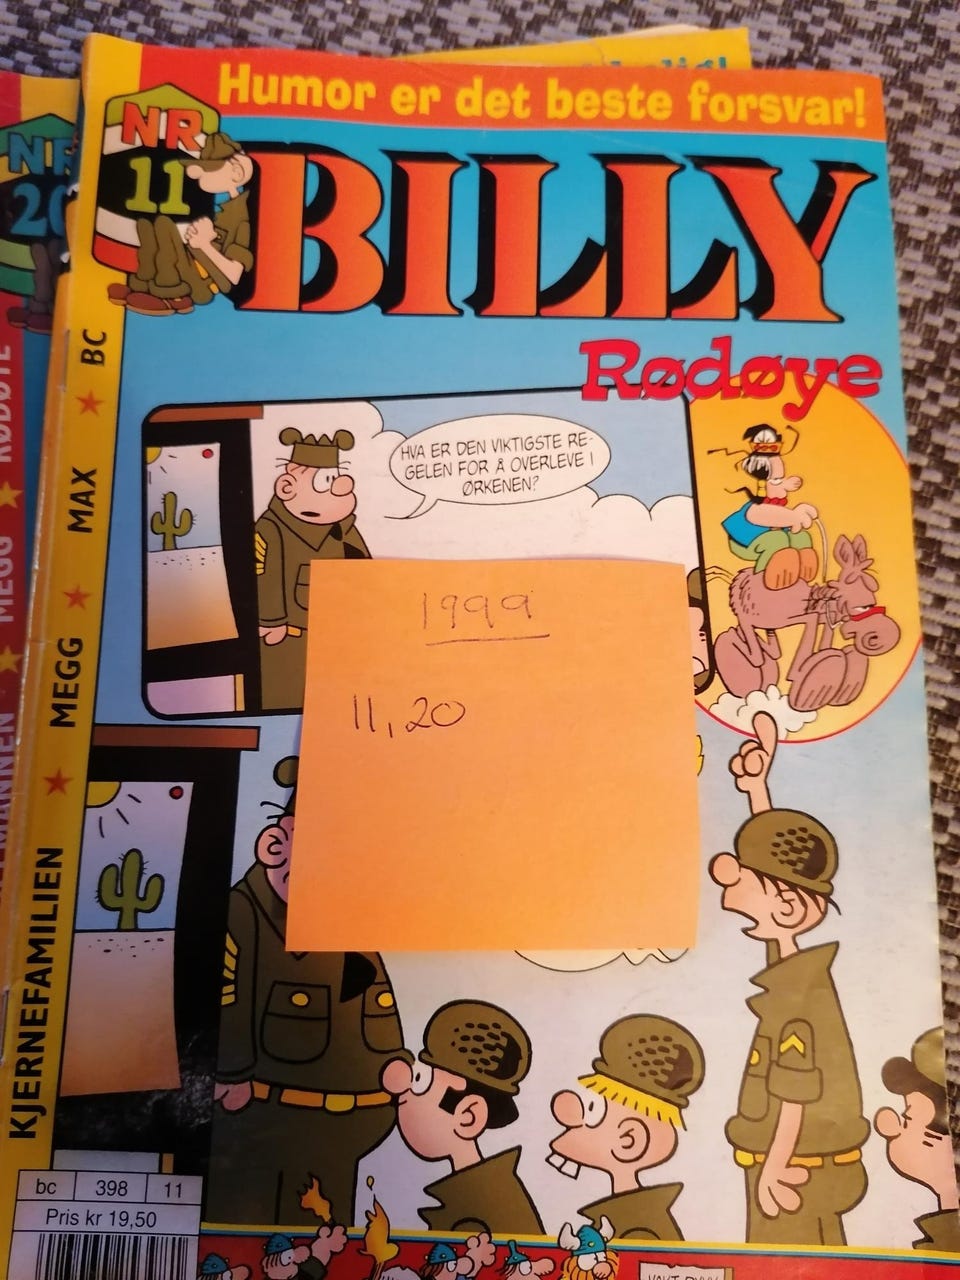 Humor er det beste forsvar!
NR
11
BILLY
Rødøye
HVA ER DEN VIKTIGSTE RE-
GELEN FOR Å OVERLEVE I
ØRKENEN?
1999
11, 20
KJERNEFAMILIEN ★ MEGG ★ MAX ★ BC
bc 398 11
Pris kr 19,50
NR
20
MEGG ★ RØDØYE